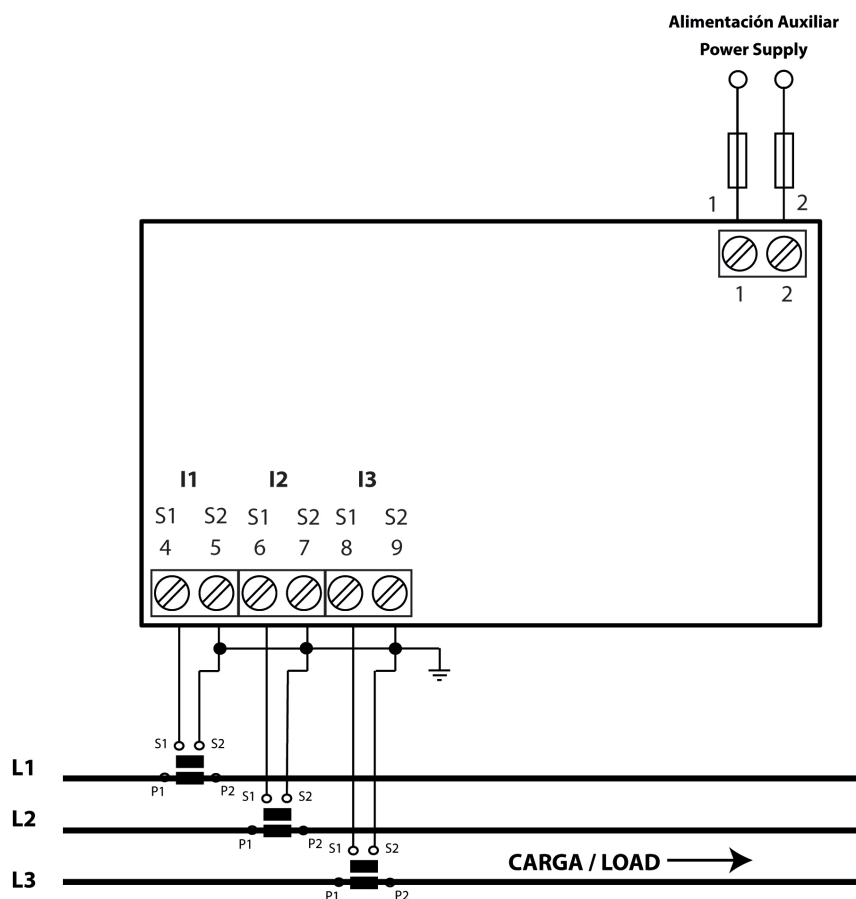 Alimentación Auxiliar
Power Supply
1 2
1 2
I1 I2 I3
S1 S2 S1 S2 S1 S2
4 5 6 7 8 9
S1 S2
L1
P1 P2
S1 S2
L2
P1 P2
S1 S2
CARGA / LOAD
L3
P1 P2